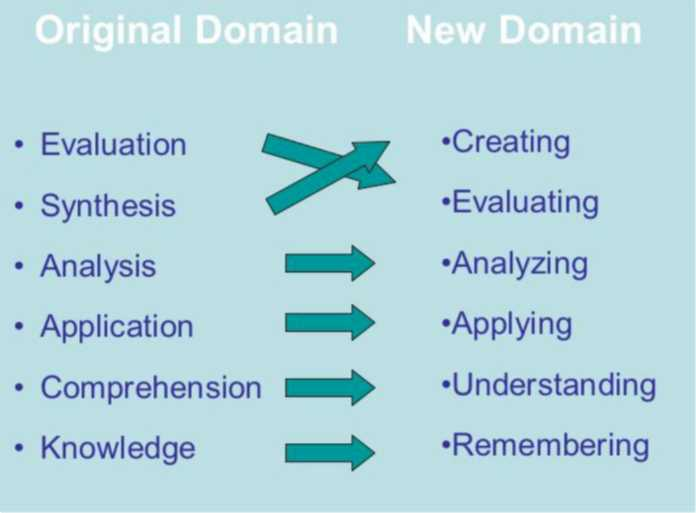 Original Domain New Domain
• Evaluation •Creating
• Synthesis •Evaluating
• Analysis •Analyzing
• Application •Applying
• Comprehension •Understanding
• Knowledge •Remembering